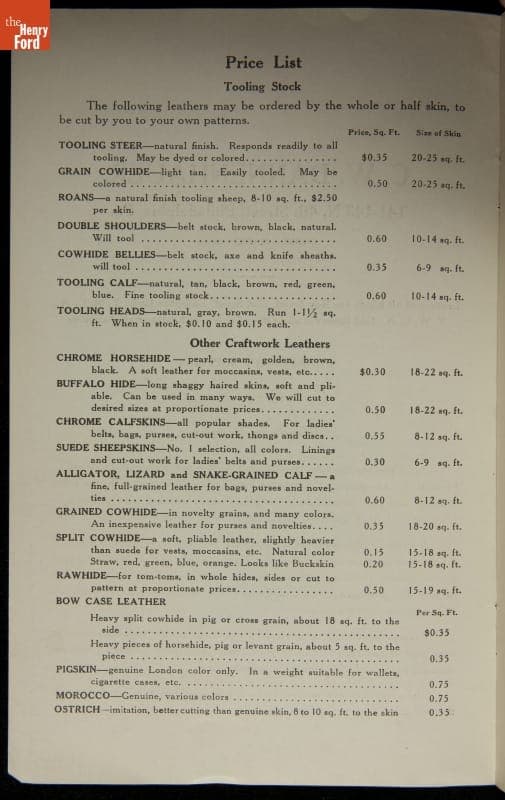 the
Henry
Ford
Price List
Tooling Stock
The following leathers may be ordered by the whole or half skin, to
be cut by you to your own patterns.
Price, Sq. Ft. Size of Skin
TOOLING STEER—natural finish. Responds readily to all
tooling. May be dyed or colored................ $0.35 20-25 sq. ft.
GRAIN COWHIDE—light tan. Easily tooled. May be
colored .................................... 0.50 20-25 sq. ft.
ROANS—a natural finish tooling sheep, 8-10 sq. ft., $2.50
per skin.
DOUBLE SHOULDERS—belt stock, brown, black, natural.
Will tool .................................. 0.60 10-14 sq. ft.
COWHIDE BELLIES—belt stock, axe and knife sheaths.
will tool ................................... 0.35 6-9 sq. ft.
TOOLING CALF—natural, tan, black, brown, red, green,
blue. Fine tooling stock...................... 0.60 10-14 sq. ft.
TOOLING HEADS—natural, gray, brown. Run 1-1½ sq.
ft. When in stock, $0.10 and $0.15 each.
Other Craftwork Leathers
CHROME HORSEHIDE—pearl, cream, golden, brown,
black. A soft leather for moccasins, vests, etc..... $0.30 18-22 sq. ft.
BUFFALO HIDE—long shaggy haired skins, soft and pli-
able. Can be used in many ways. We will cut to
desired sizes at proportionate prices............. 0.50 18-22 sq. ft.
CHROME CALFSKINS—all popular shades. For ladies'
belts, bags, purses, cut-out work, thongs and discs.. 0.55 8-12 sq. ft.
SUEDE SHEEPSKINS—No. 1 selection, all colors. Linings
and cut-out work for ladies' belts and purses...... 0.30 6-9 sq. ft.
ALLIGATOR, LIZARD and SNAKE-GRAINED CALF—a
fine, full-grained leather for bags, purses and novel-
ties ....................................... 0.60 8-12 sq. ft.
GRAINED COWHIDE—in novelty grains, and many colors.
An inexpensive leather for purses and novelties.... 0.35 18-20 sq. ft.
SPLIT COWHIDE—a soft, pliable leather, slightly heavier
than suede for vests, moccasins, etc. Natural color 0.15 15-18 sq. ft.
Straw, red, green, blue, orange. Looks like Buckskin 0.20 15-18 sq. ft.
RAWHIDE—for tom-toms, in whole hides, sides or cut to
pattern at proportionate prices................. 0.50 15-19 sq. ft.
BOW CASE LEATHER
Per Sq. Ft.
Heavy split cowhide in pig or cross grain, about 18 sq. ft. to the
side ................................................ $0.35
Heavy pieces of horsehide, pig or levant grain, about 5 sq. ft. to the
piece ............................................... 0.35
PIGSKIN—genuine London color only. In a weight suitable for wallets,
cigarette cases, etc. ..................................... 0.75
MOROCCO—Genuine, various colors ............................. 0.75
OSTRICH—imitation, better cutting than genuine skin, 8 to 10 sq. ft. to the skin 0.35